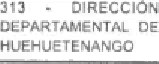 313 - DIRECCIÓN
DEPARTAMENTAL DE
HUEHUETENANGO